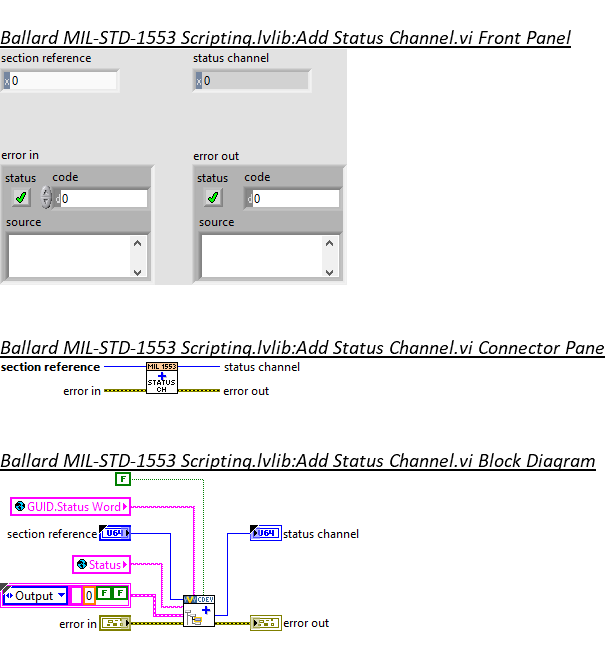 Ballard MIL-STD-1553 Scripting.lvlib:Add Status Channel.vi Front Panel
section reference status channel
x 0 x 0
error in error out
status code status code
d 0 d 0
source source
Ballard MIL-STD-1553 Scripting.lvlib:Add Status Channel.vi Connector Pane
section reference MIL 1553 status channel
STATUS
error in CH error out
Ballard MIL-STD-1553 Scripting.lvlib:Add Status Channel.vi Block Diagram
F
GUID.Status Word
section reference U64 U64 status channel
Status
Output 0 F F CDEV
error in error out